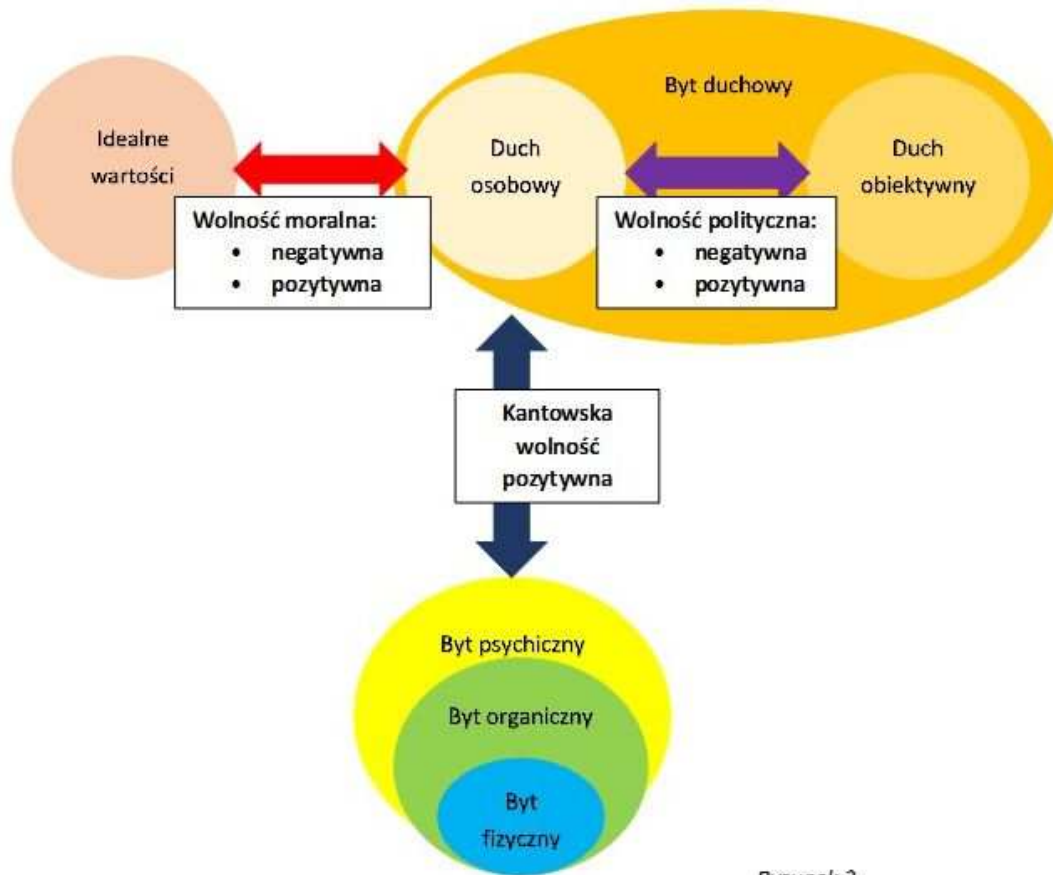 Byt duchowy
Idealne
wartości
Duch
osobowy
Duch
obiektywny
Wolność moralna:
• negatywna
• pozytywna
Wolność polityczna:
• negatywna
• pozytywna
Kantowska
wolność
pozytywna
Byt psychiczny
Byt organiczny
Byt
fizyczny